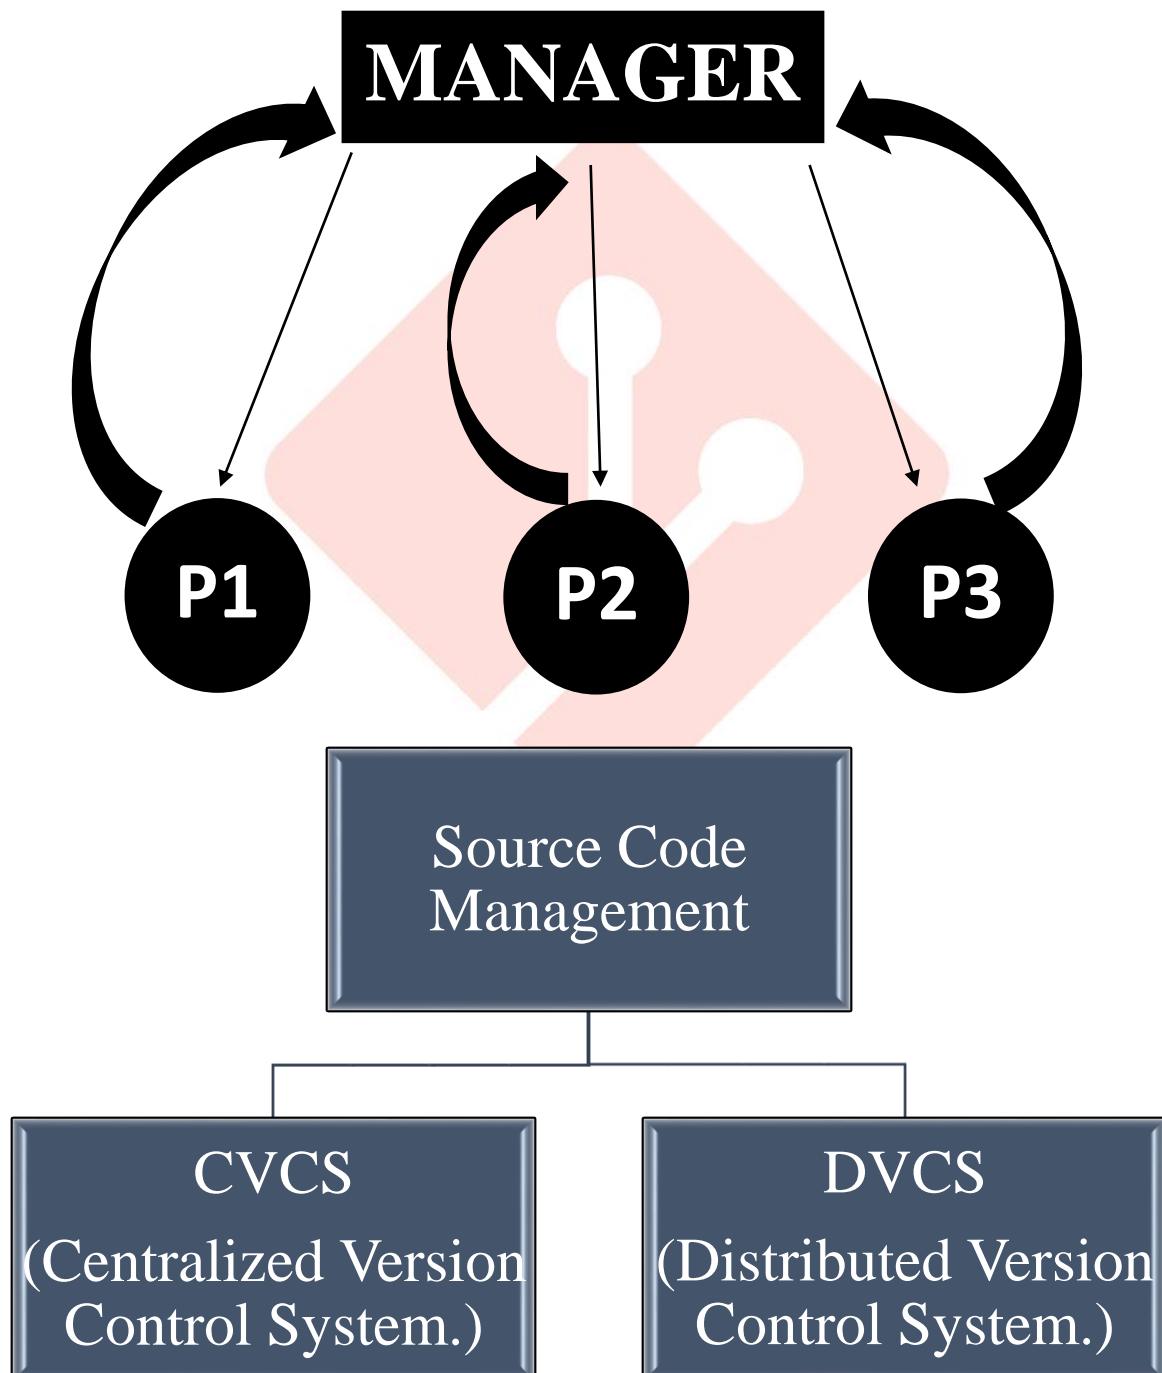 MANAGER
P1 P2 P3
Source Code
Management
CVCS
(Centralized Version
Control System.)
DVCS
(Distributed Version
Control System.)